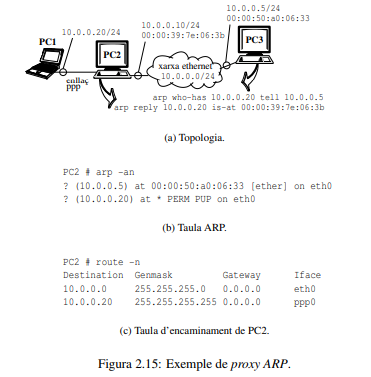 10.0.0.5/24
00:00:50:a0:06:33
10.0.0.10/24
00:00:39:7e:06:3b
10.0.0.20/24
PC1
PC2
PC3
xarxa ethernet
10.0.0.0/24
enllaç
ppp
arp who-has 10.0.0.20 tell 10.0.0.5
arp reply 10.0.0.20 is-at 00:00:39:7e:06:3b
(a) Topologia.
PC2 # arp -an
? (10.0.0.5) at 00:00:50:a0:06:33 [ether] on eth0
? (10.0.0.20) at * PERM PUP on eth0
(b) Taula ARP.
PC2 # route -n
Destination Genmask Gateway Iface
10.0.0.0 255.255.255.0 0.0.0.0 eth0
10.0.0.20 255.255.255.255 0.0.0.0 ppp0
(c) Taula d'encaminament de PC2.
Figura 2.15: Exemple de proxy ARP.